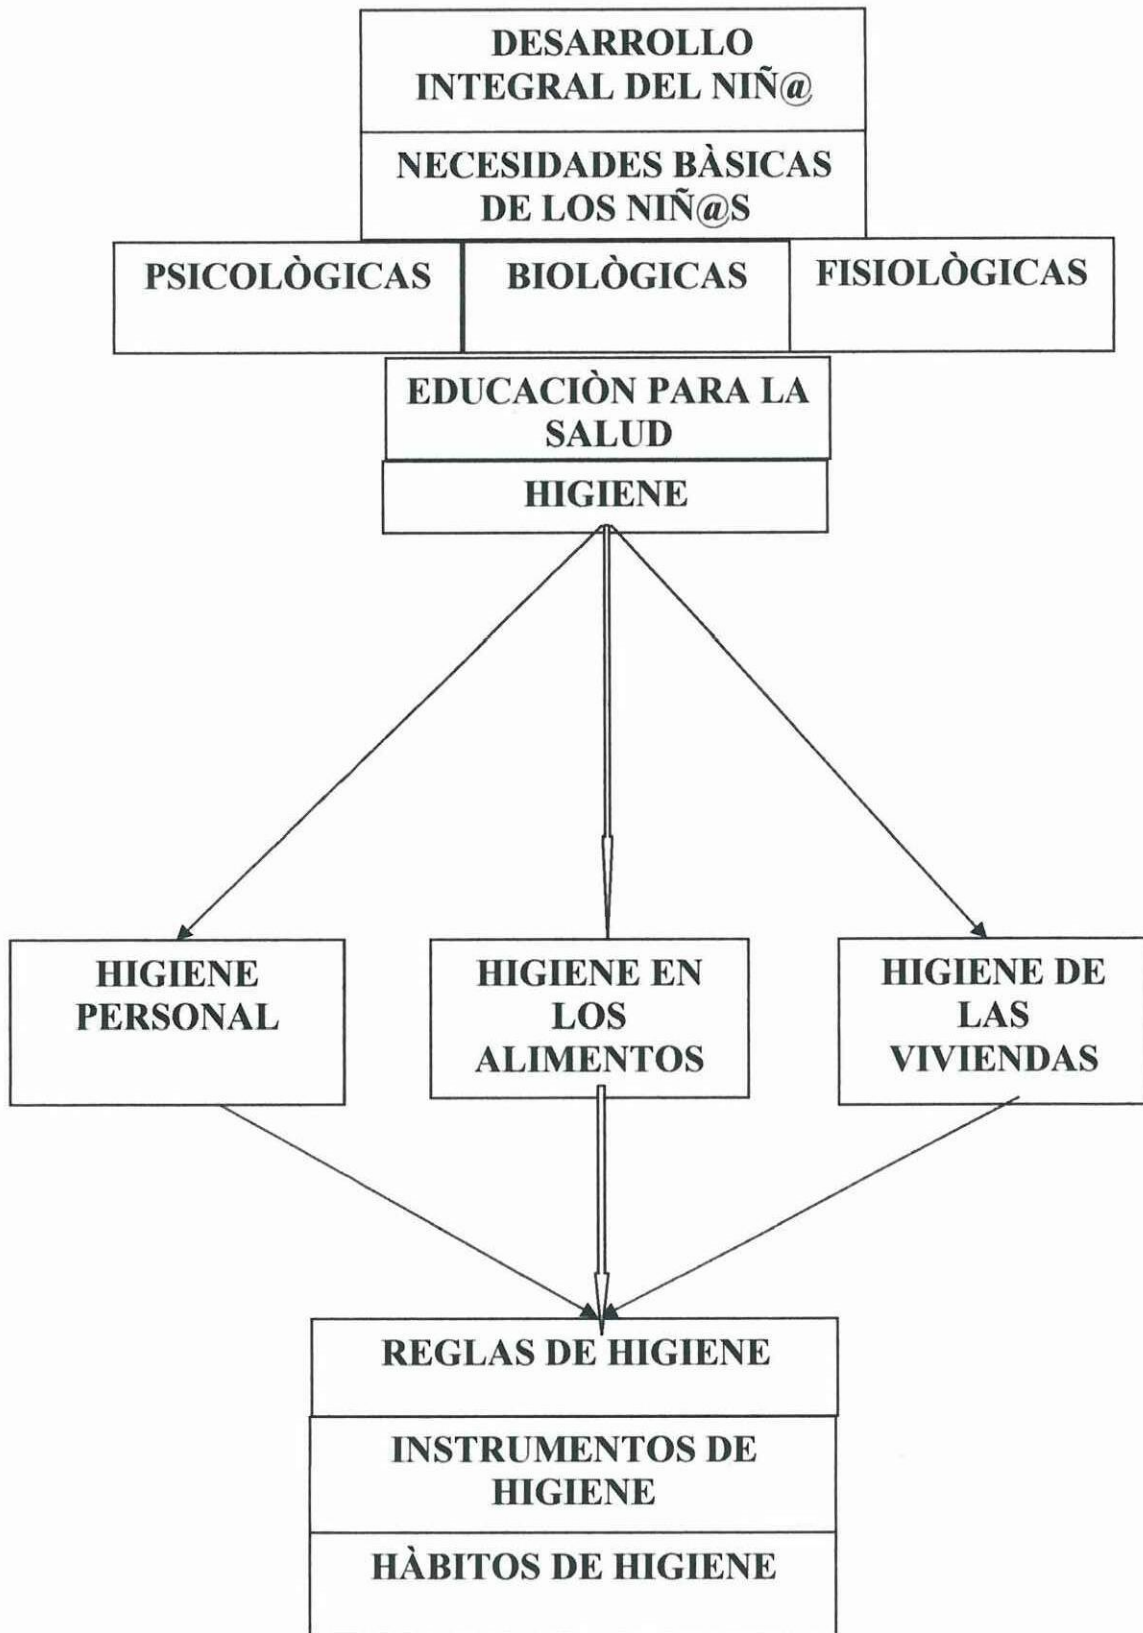 DESARROLLO
INTEGRAL DEL NIÑ@
NECESIDADES BÀSICAS
DE LOS NIÑ@S
PSICOLÒGICAS
BIOLÒGICAS
FISIOLÒGICAS
EDUCACIÒN PARA LA
SALUD
HIGIENE
HIGIENE
PERSONAL
HIGIENE EN
LOS
ALIMENTOS
HIGIENE DE
LAS
VIVIENDAS
REGLAS DE HIGIENE
INSTRUMENTOS DE
HIGIENE
HÀBITOS DE HIGIENE